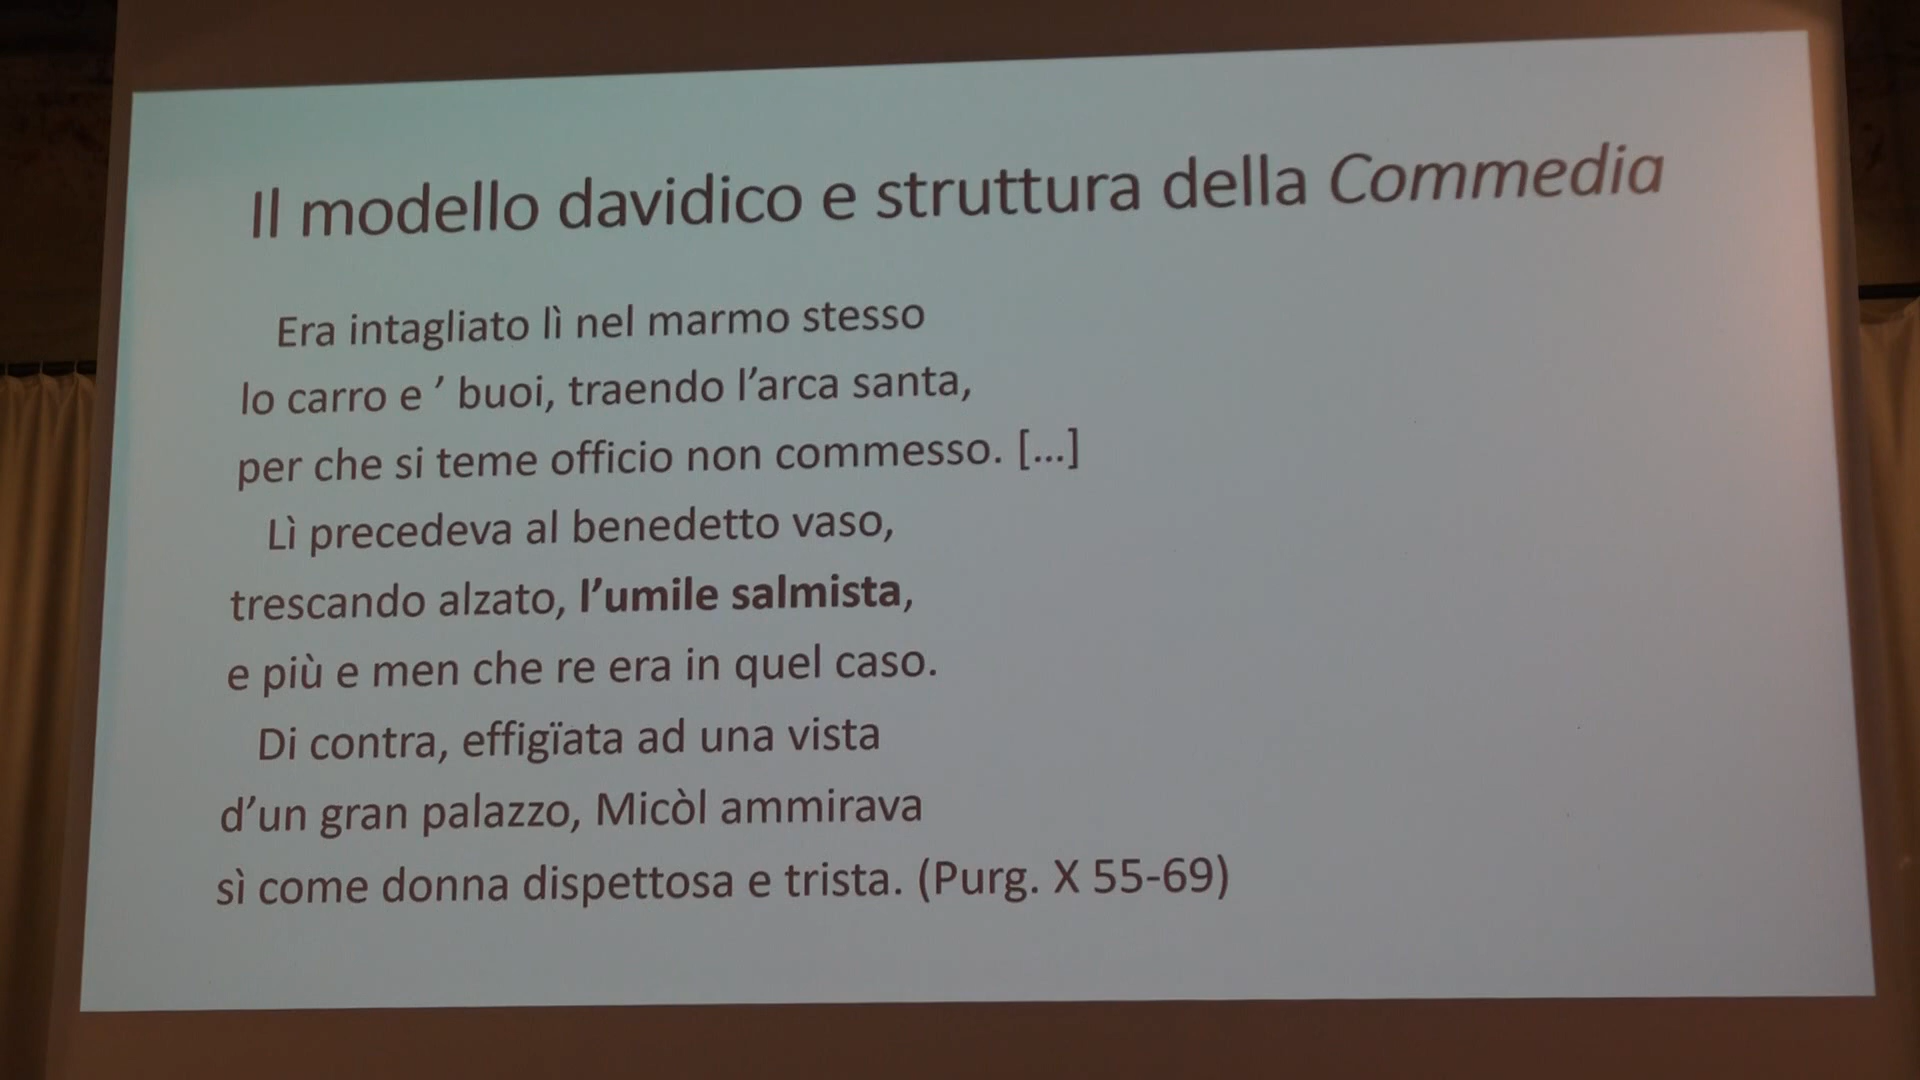 Il modello davidico e struttura della Commedia
Era intagliato lì nel marmo stesso
lo carro e ’ buoi, traendo l’arca santa,
per che si teme officio non commesso. [...]
Lì precedeva al benedetto vaso,
trescando alzato, l’umile salmista,
e più e men che re era in quel caso.
Di contra, effigïata ad una vista
d’un gran palazzo, Micòl ammirava
sì come donna dispettosa e trista. (Purg. X 55-69)